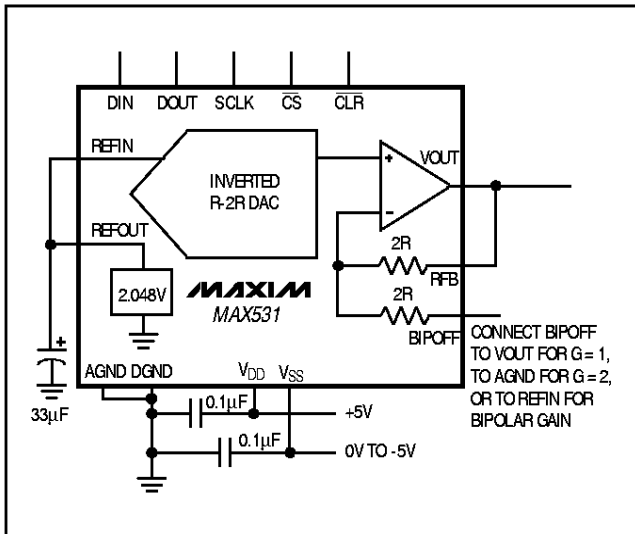 DIN DOUT SCLK CS CLR
REFIN
VOUT
+
INVERTED
R-2R DAC
−
REFOUT
2R
RFB
2.048V
MAXIM
MAX531
2R
BIPOFF
CONNECT BIPOFF
TO VOUT FOR G = 1,
TO AGND FOR G = 2,
OR TO REFIN FOR
BIPOLAR GAIN
+
33μF
AGND DGND VDD VSS
0.1μF
+5V
0.1μF
0V TO -5V